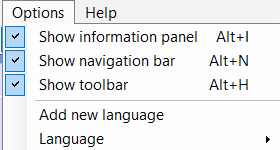 Options Help
Show information panel Alt+I
Show navigation bar Alt+N
Show toolbar Alt+H
Add new language
Language